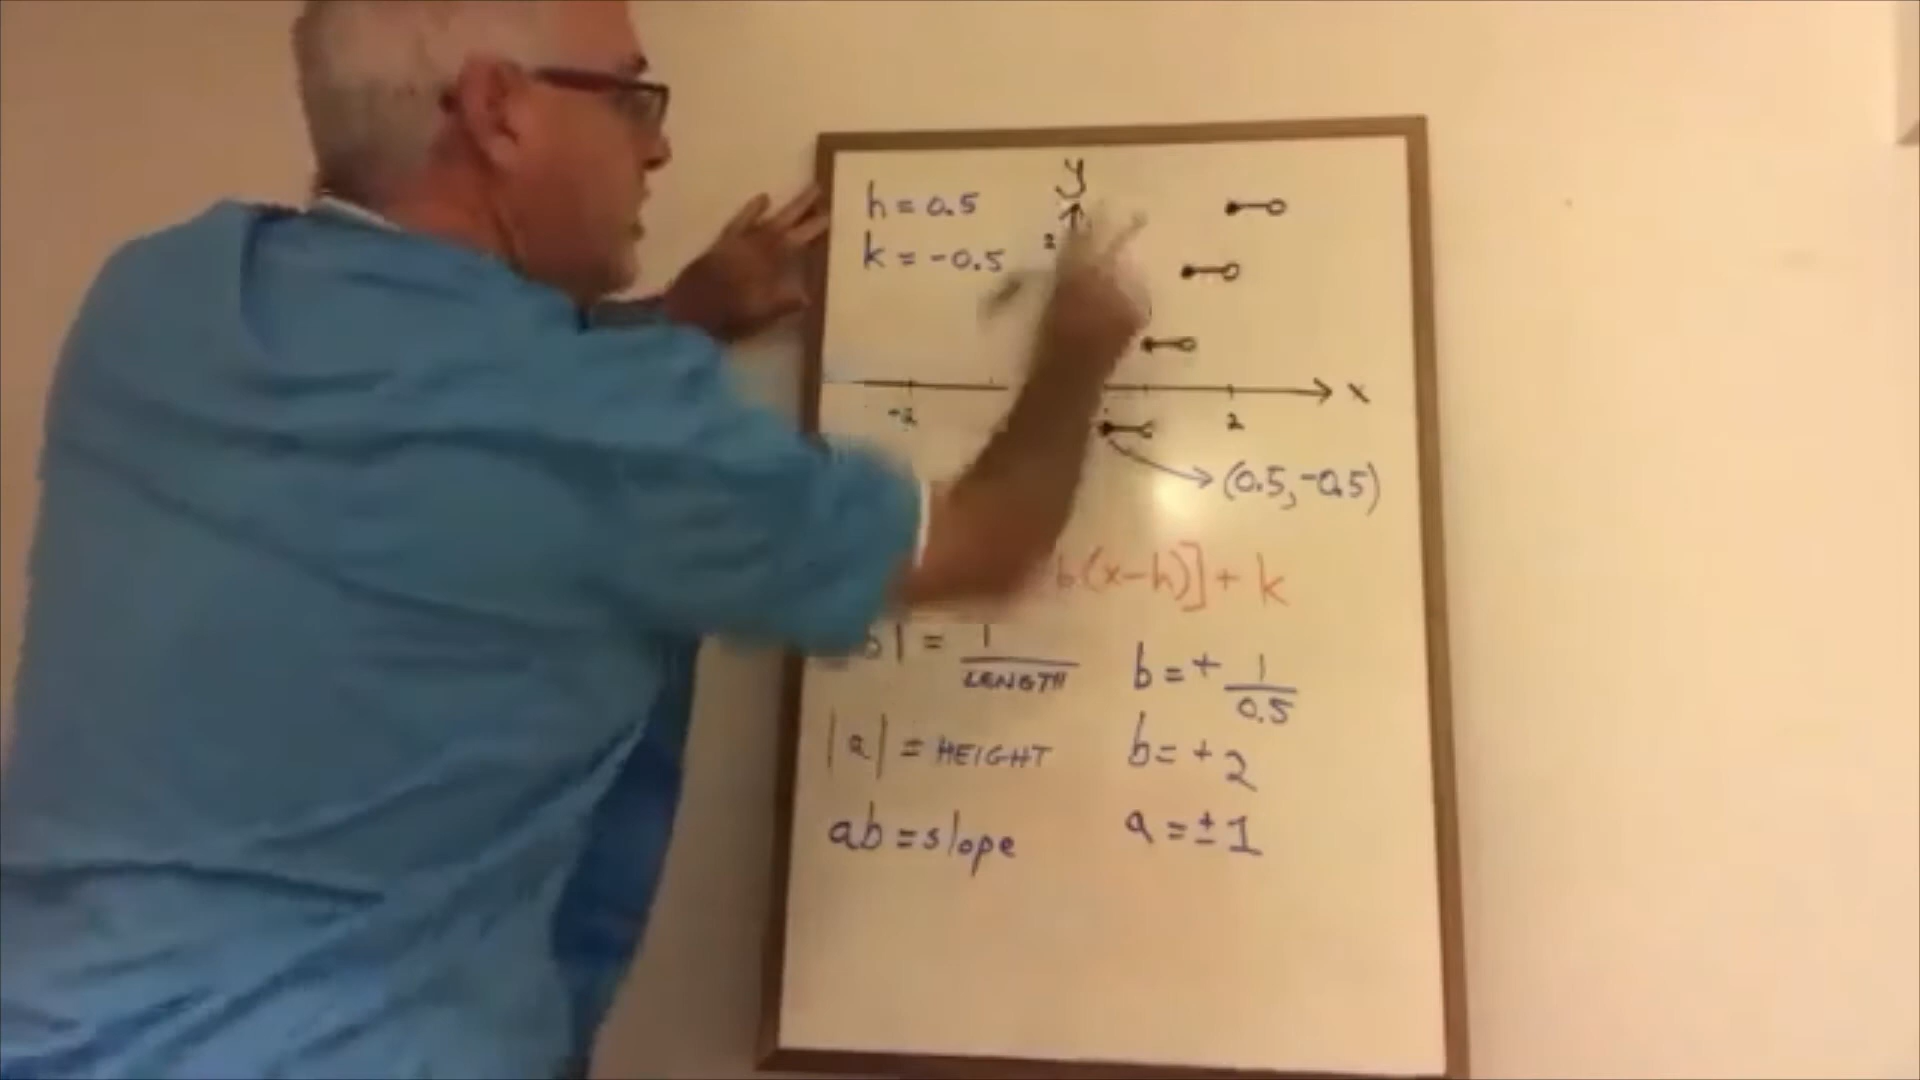 y
h = 0.5
k = -0.5
2
x
-2
2
(0.5, -0.5)
b(x-h)] + k
b| = 1/LENGTH
b = + 1/0.5
|a| = HEIGHT
b = + 2
ab = slope
a = ± 1